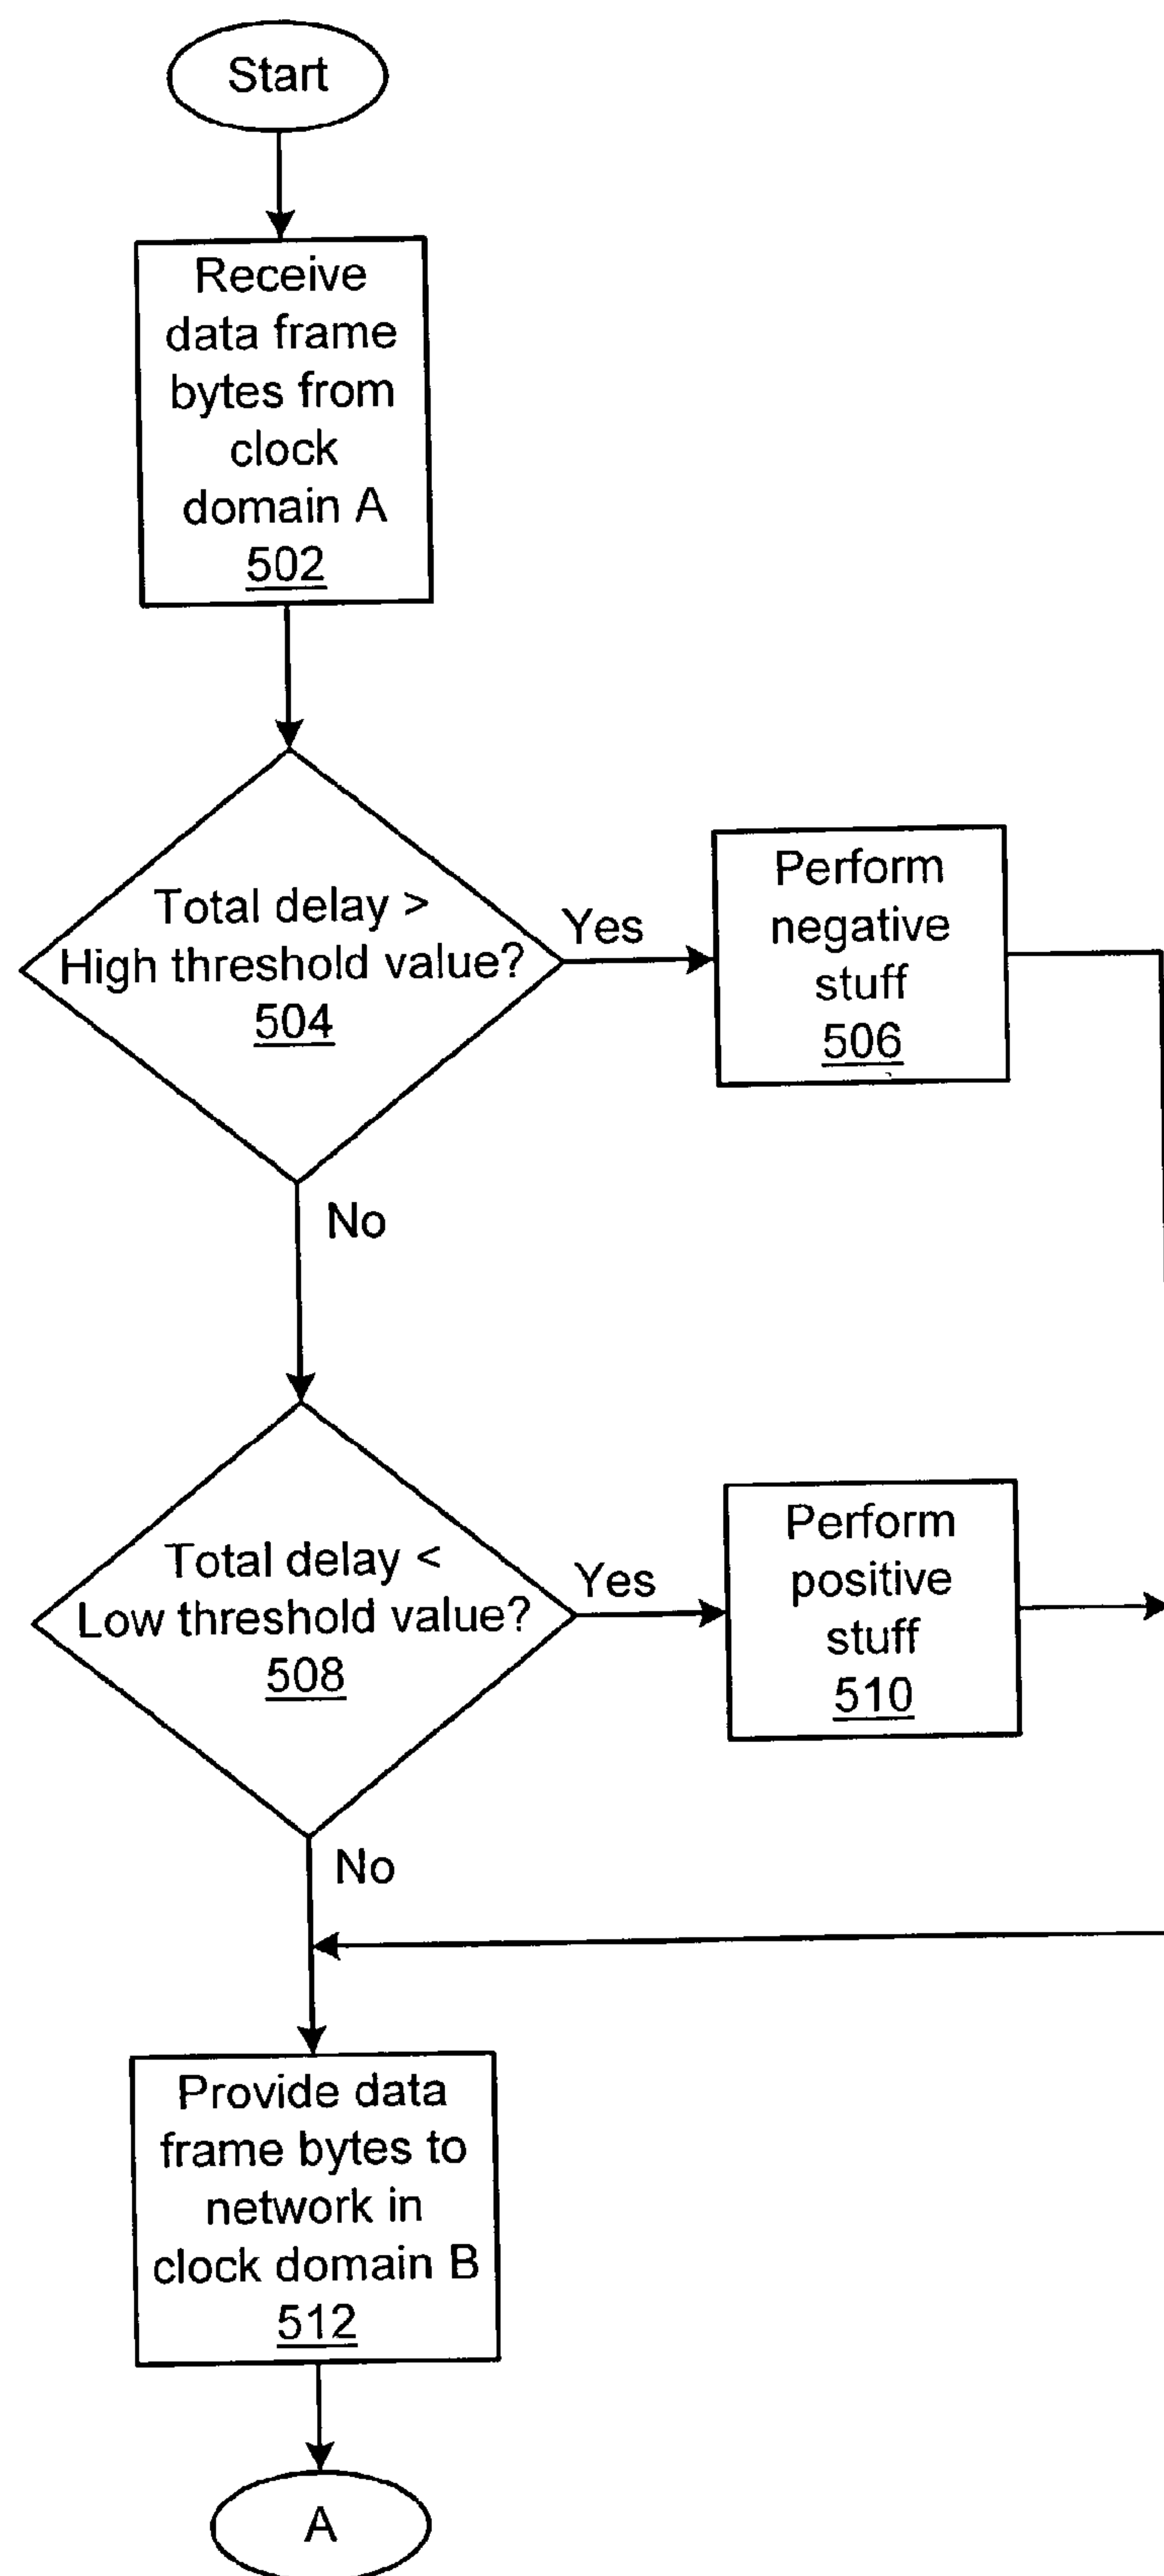 Start
Receive
data frame
bytes from
clock
domain A
502
Total delay >
High threshold value?
504
Yes
Perform
negative
stuff
506
No
Total delay <
Low threshold value?
508
Yes
Perform
positive
stuff
510
No
Provide data
frame bytes to
network in
clock domain B
512
A